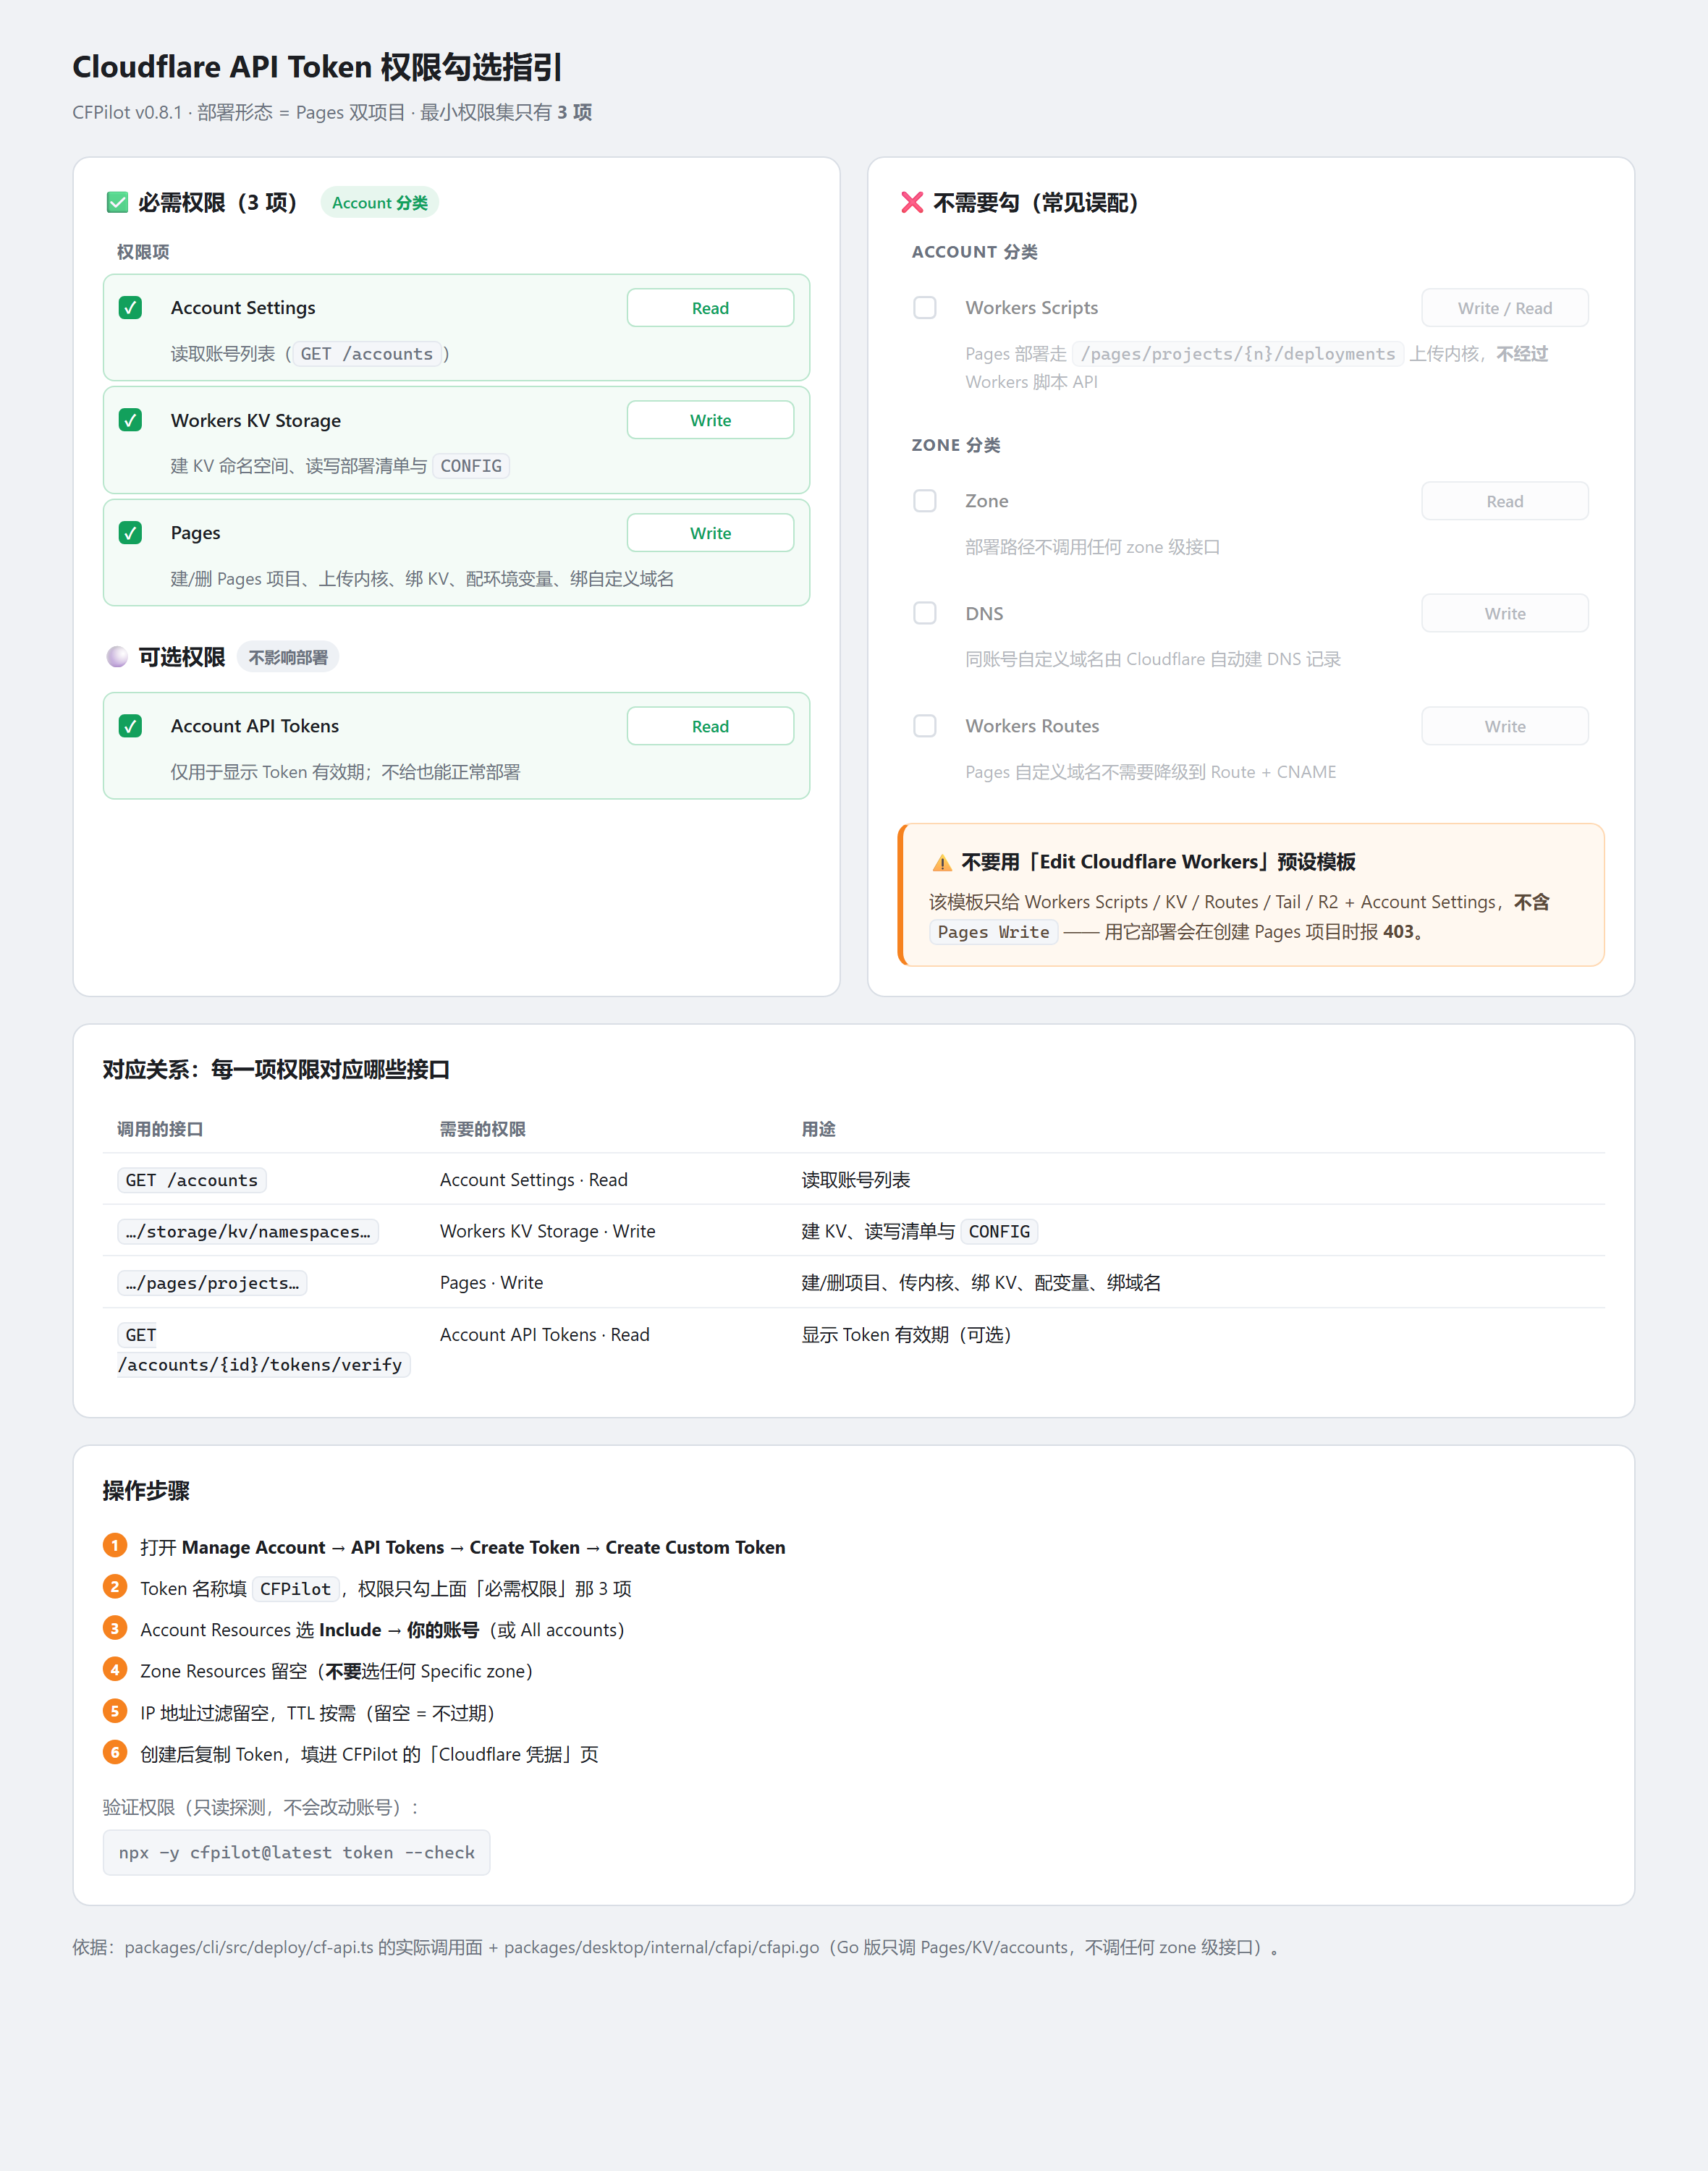 Cloudflare API Token 权限勾选指引
CFPilot v0.8.1 · 部署形态 = Pages 双项目 · 最小权限集只有 3 项
✅ 必需权限（3 项） Account 分类
权限项
Account Settings Read
读取账号列表（GET /accounts）
Workers KV Storage Write
建 KV 命名空间、读写部署清单与 CONFIG
Pages Write
建/删 Pages 项目、上传内核、绑 KV、配环境变量、绑自定义域名
可选权限 不影响部署
Account API Tokens Read
仅用于显示 Token 有效期；不给也能正常部署
❌ 不需要勾（常见误配）
ACCOUNT 分类
Workers Scripts Write / Read
Pages 部署走 /pages/projects/{n}/deployments 上传内核，不经过
Workers 脚本 API
ZONE 分类
Zone Read
部署路径不调用任何 zone 级接口
DNS Write
同账号自定义域名由 Cloudflare 自动建 DNS 记录
Workers Routes Write
Pages 自定义域名不需要降级到 Route + CNAME
⚠️ 不要用「Edit Cloudflare Workers」预设模板
该模板只给 Workers Scripts / KV / Routes / Tail / R2 + Account Settings，不含
Pages Write —— 用它部署会在创建 Pages 项目时报 403。
对应关系：每一项权限对应哪些接口
调用的接口 需要的权限 用途
GET /accounts Account Settings · Read 读取账号列表
…/storage/kv/namespaces… Workers KV Storage · Write 建 KV、读写清单与 CONFIG
…/pages/projects… Pages · Write 建/删项目、传内核、绑 KV、配变量、绑域名
GET Account API Tokens · Read 显示 Token 有效期（可选）
/accounts/{id}/tokens/verify
操作步骤
1 打开 Manage Account → API Tokens → Create Token → Create Custom Token
2 Token 名称填 CFPilot，权限只勾上面「必需权限」那 3 项
3 Account Resources 选 Include → 你的账号（或 All accounts）
4 Zone Resources 留空（不要选任何 Specific zone）
5 IP 地址过滤留空，TTL 按需（留空 = 不过期）
6 创建后复制 Token，填进 CFPilot 的「Cloudflare 凭据」页
验证权限（只读探测，不会改动账号）：
npx -y cfpilot@latest token --check
依据：packages/cli/src/deploy/cf-api.ts 的实际调用面 + packages/desktop/internal/cfapi/cfapi.go（Go 版只调 Pages/KV/accounts，不调任何 zone 级接口）。